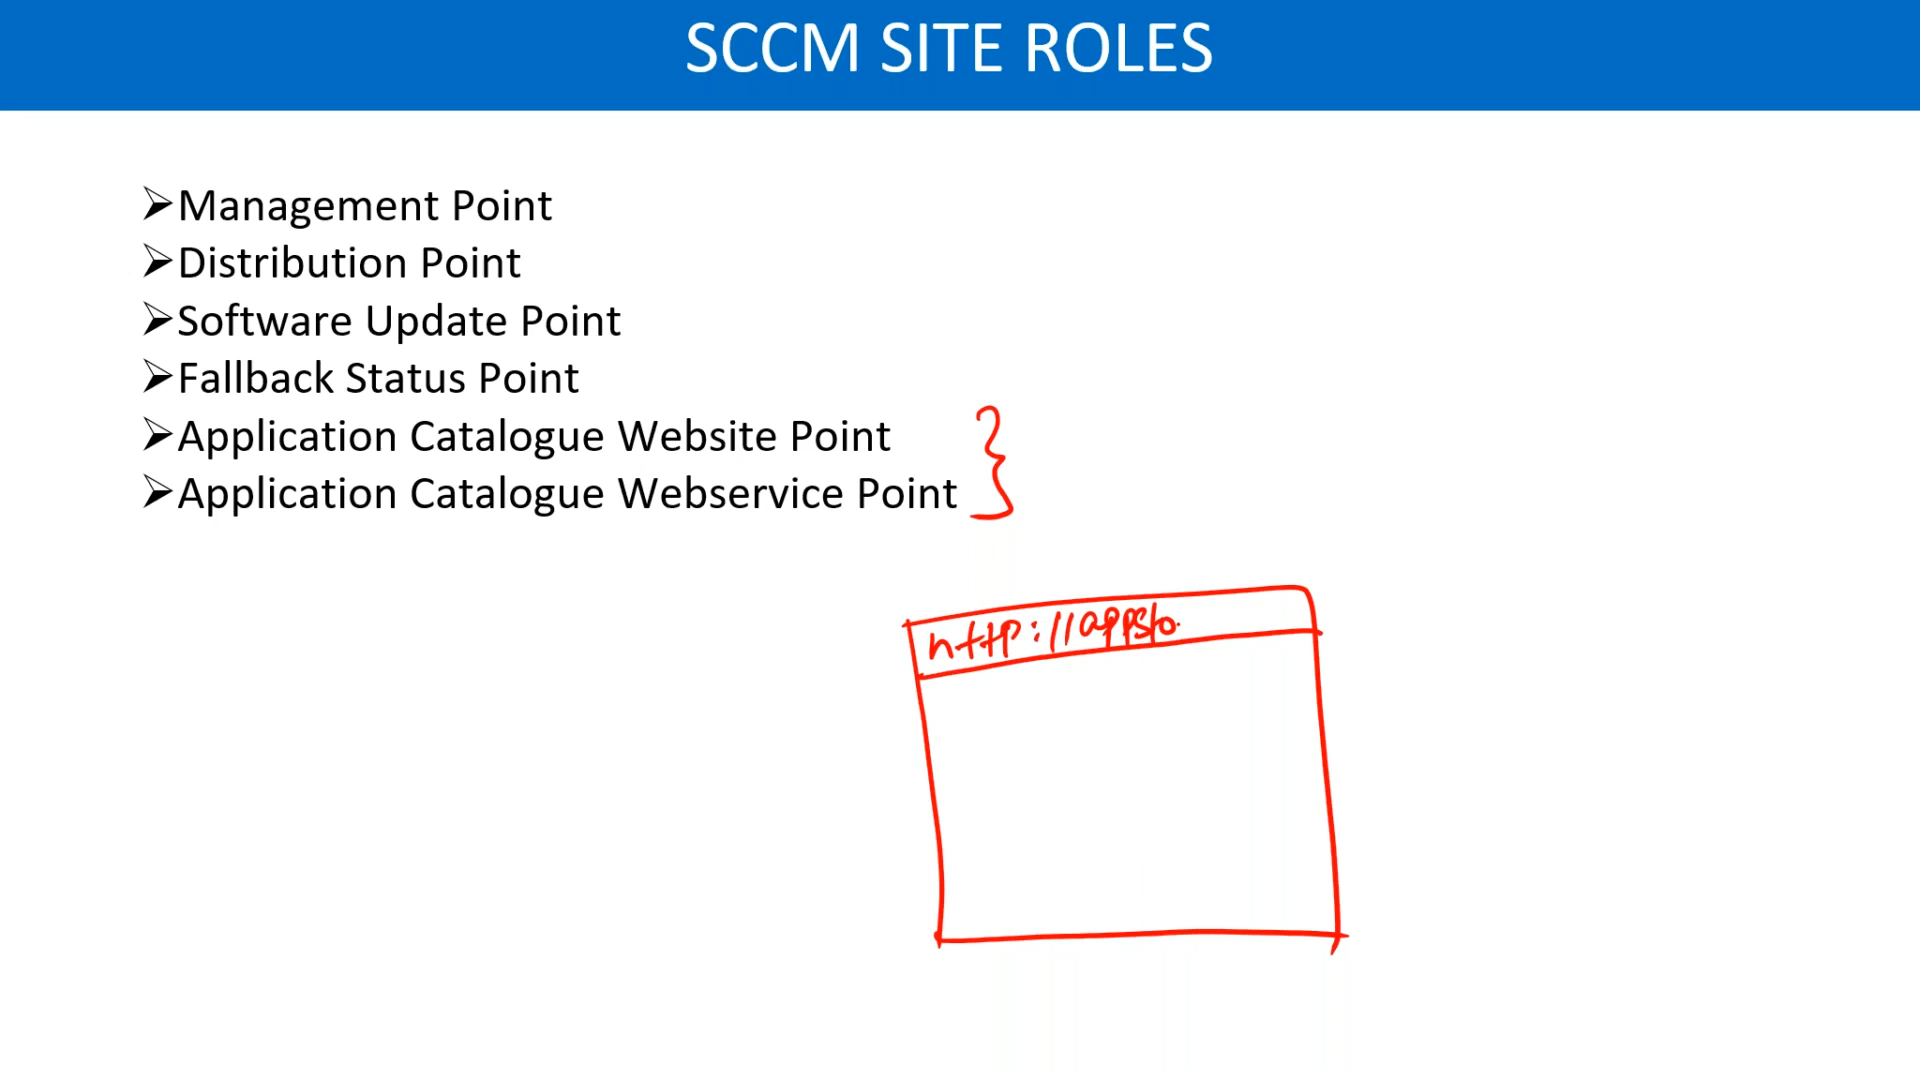 SCCM SITE ROLES
➢Management Point
➢Distribution Point
➢Software Update Point
➢Fallback Status Point
➢Application Catalogue Website Point
➢Application Catalogue Webservice Point
http://appsto